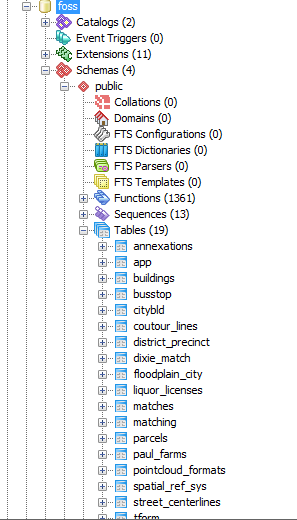 foss
Catalogs (2)
Event Triggers (0)
Extensions (11)
Schemas (4)
public
Collations (0)
Domains (0)
FTS Configurations (0)
FTS Dictionaries (0)
FTS Parsers (0)
FTS Templates (0)
Functions (1361)
Sequences (13)
Tables (19)
annexations
app
buildings
busstop
citybld
coutour_lines
district_precinct
dixie_match
floodplain_city
liquor_licenses
matches
matching
parcels
paul_farms
pointcloud_formats
spatial_ref_sys
street_centerlines
tform